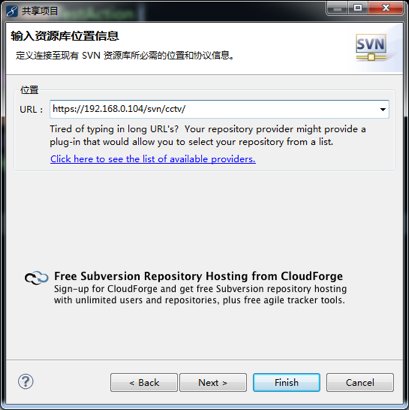 共享项目
输入资源库位置信息
定义连接至现有 SVN 资源库所必需的位置和协议信息。
SVN
位置
URL： https://192.168.0.104/svn/cctv/
Tired of typing in long URL's?  Your repository provider might provide a
plug-in that would allow you to select your repository from a list.
Click here to see the list of available providers.
Free Subversion Repository Hosting from CloudForge
Sign-up for CloudForge and get free Subversion repository hosting
with unlimited users and repositories, plus free agile tracker tools.
?
< Back
Next >
Finish
Cancel